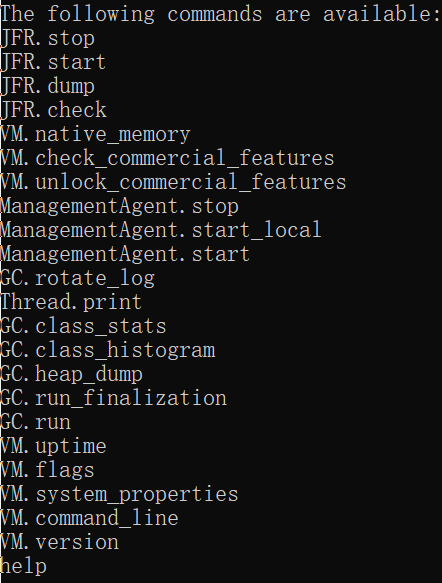 The following commands are available:
JFR.stop
JFR.start
JFR.dump
JFR.check
VM.native_memory
VM.check_commercial_features
VM.unlock_commercial_features
ManagementAgent.stop
ManagementAgent.start_local
ManagementAgent.start
GC.rotate_log
Thread.print
GC.class_stats
GC.class_histogram
GC.heap_dump
GC.run_finalization
GC.run
VM.uptime
VM.flags
VM.system_properties
VM.command_line
VM.version
help